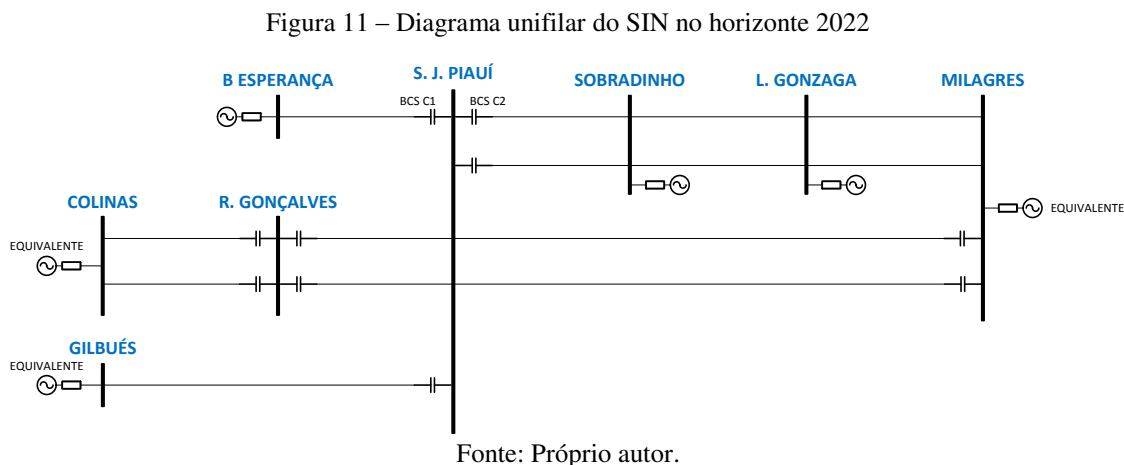 Figura 11 – Diagrama unifilar do SIN no horizonte 2022
B ESPERANÇA
S. J. PIAUÍ
SOBRADINHO
L. GONZAGA
MILAGRES
BCS C1
BCS C2
COLINAS
R. GONÇALVES
EQUIVALENTE
EQUIVALENTE
GILBUÉS
EQUIVALENTE
Fonte: Próprio autor.